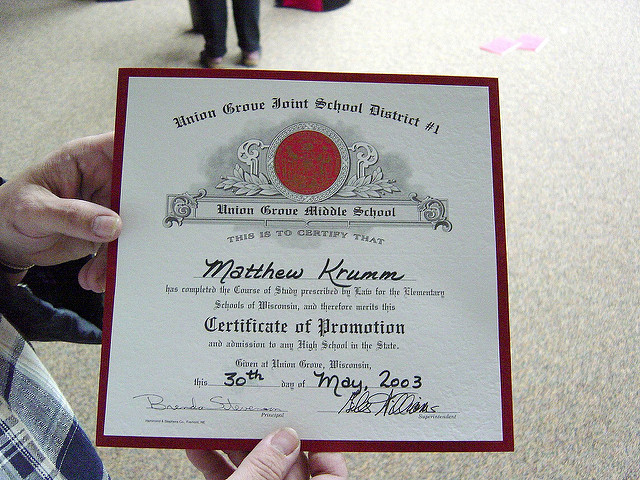 Union Grove Joint School District #1
Union Grove Middle School
THIS IS TO CERTIFY THAT
Matthew Krumm
has completed the Course of Study prescribed by Law for the Elementary
Schools of Wisconsin, and therefore merits this
Certificate of Promotion
and admission to any High School in the State.
Given at Union Grove, Wisconsin,
this 30th day of May, 2003
Brenda Stevenson
Principal
Superintendent